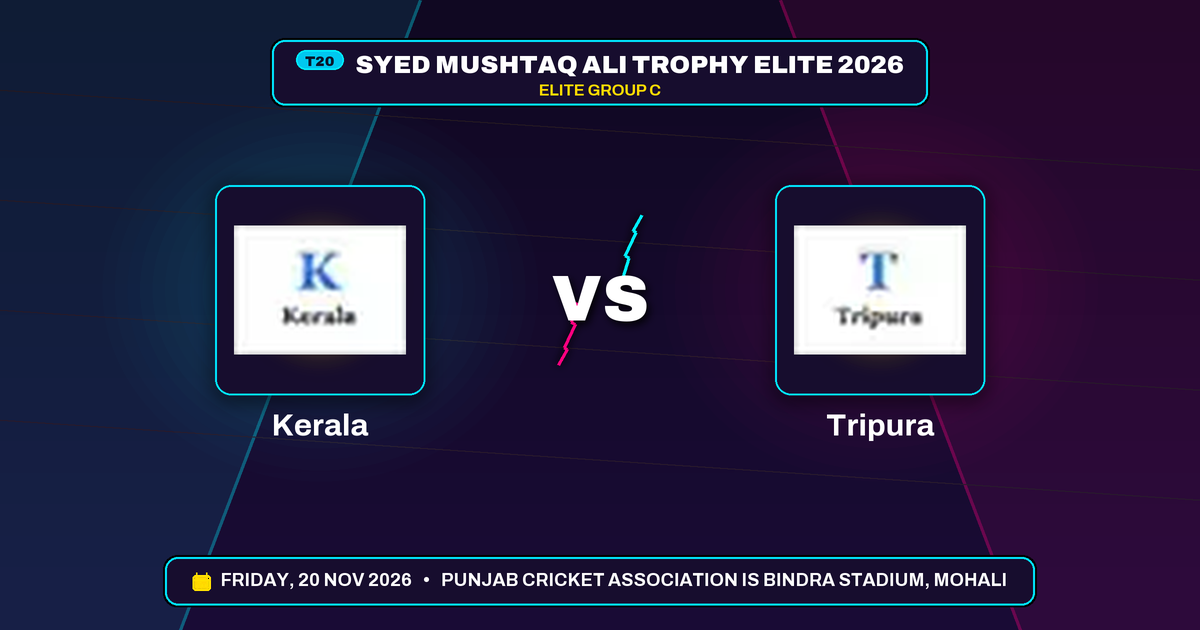 T20 SYED MUSHTAQ ALI TROPHY ELITE 2026
ELITE GROUP C
K
Kerala
T
Tripura
VS
Kerala
Tripura
FRIDAY, 20 NOV 2026 • PUNJAB CRICKET ASSOCIATION IS BINDRA STADIUM, MOHALI